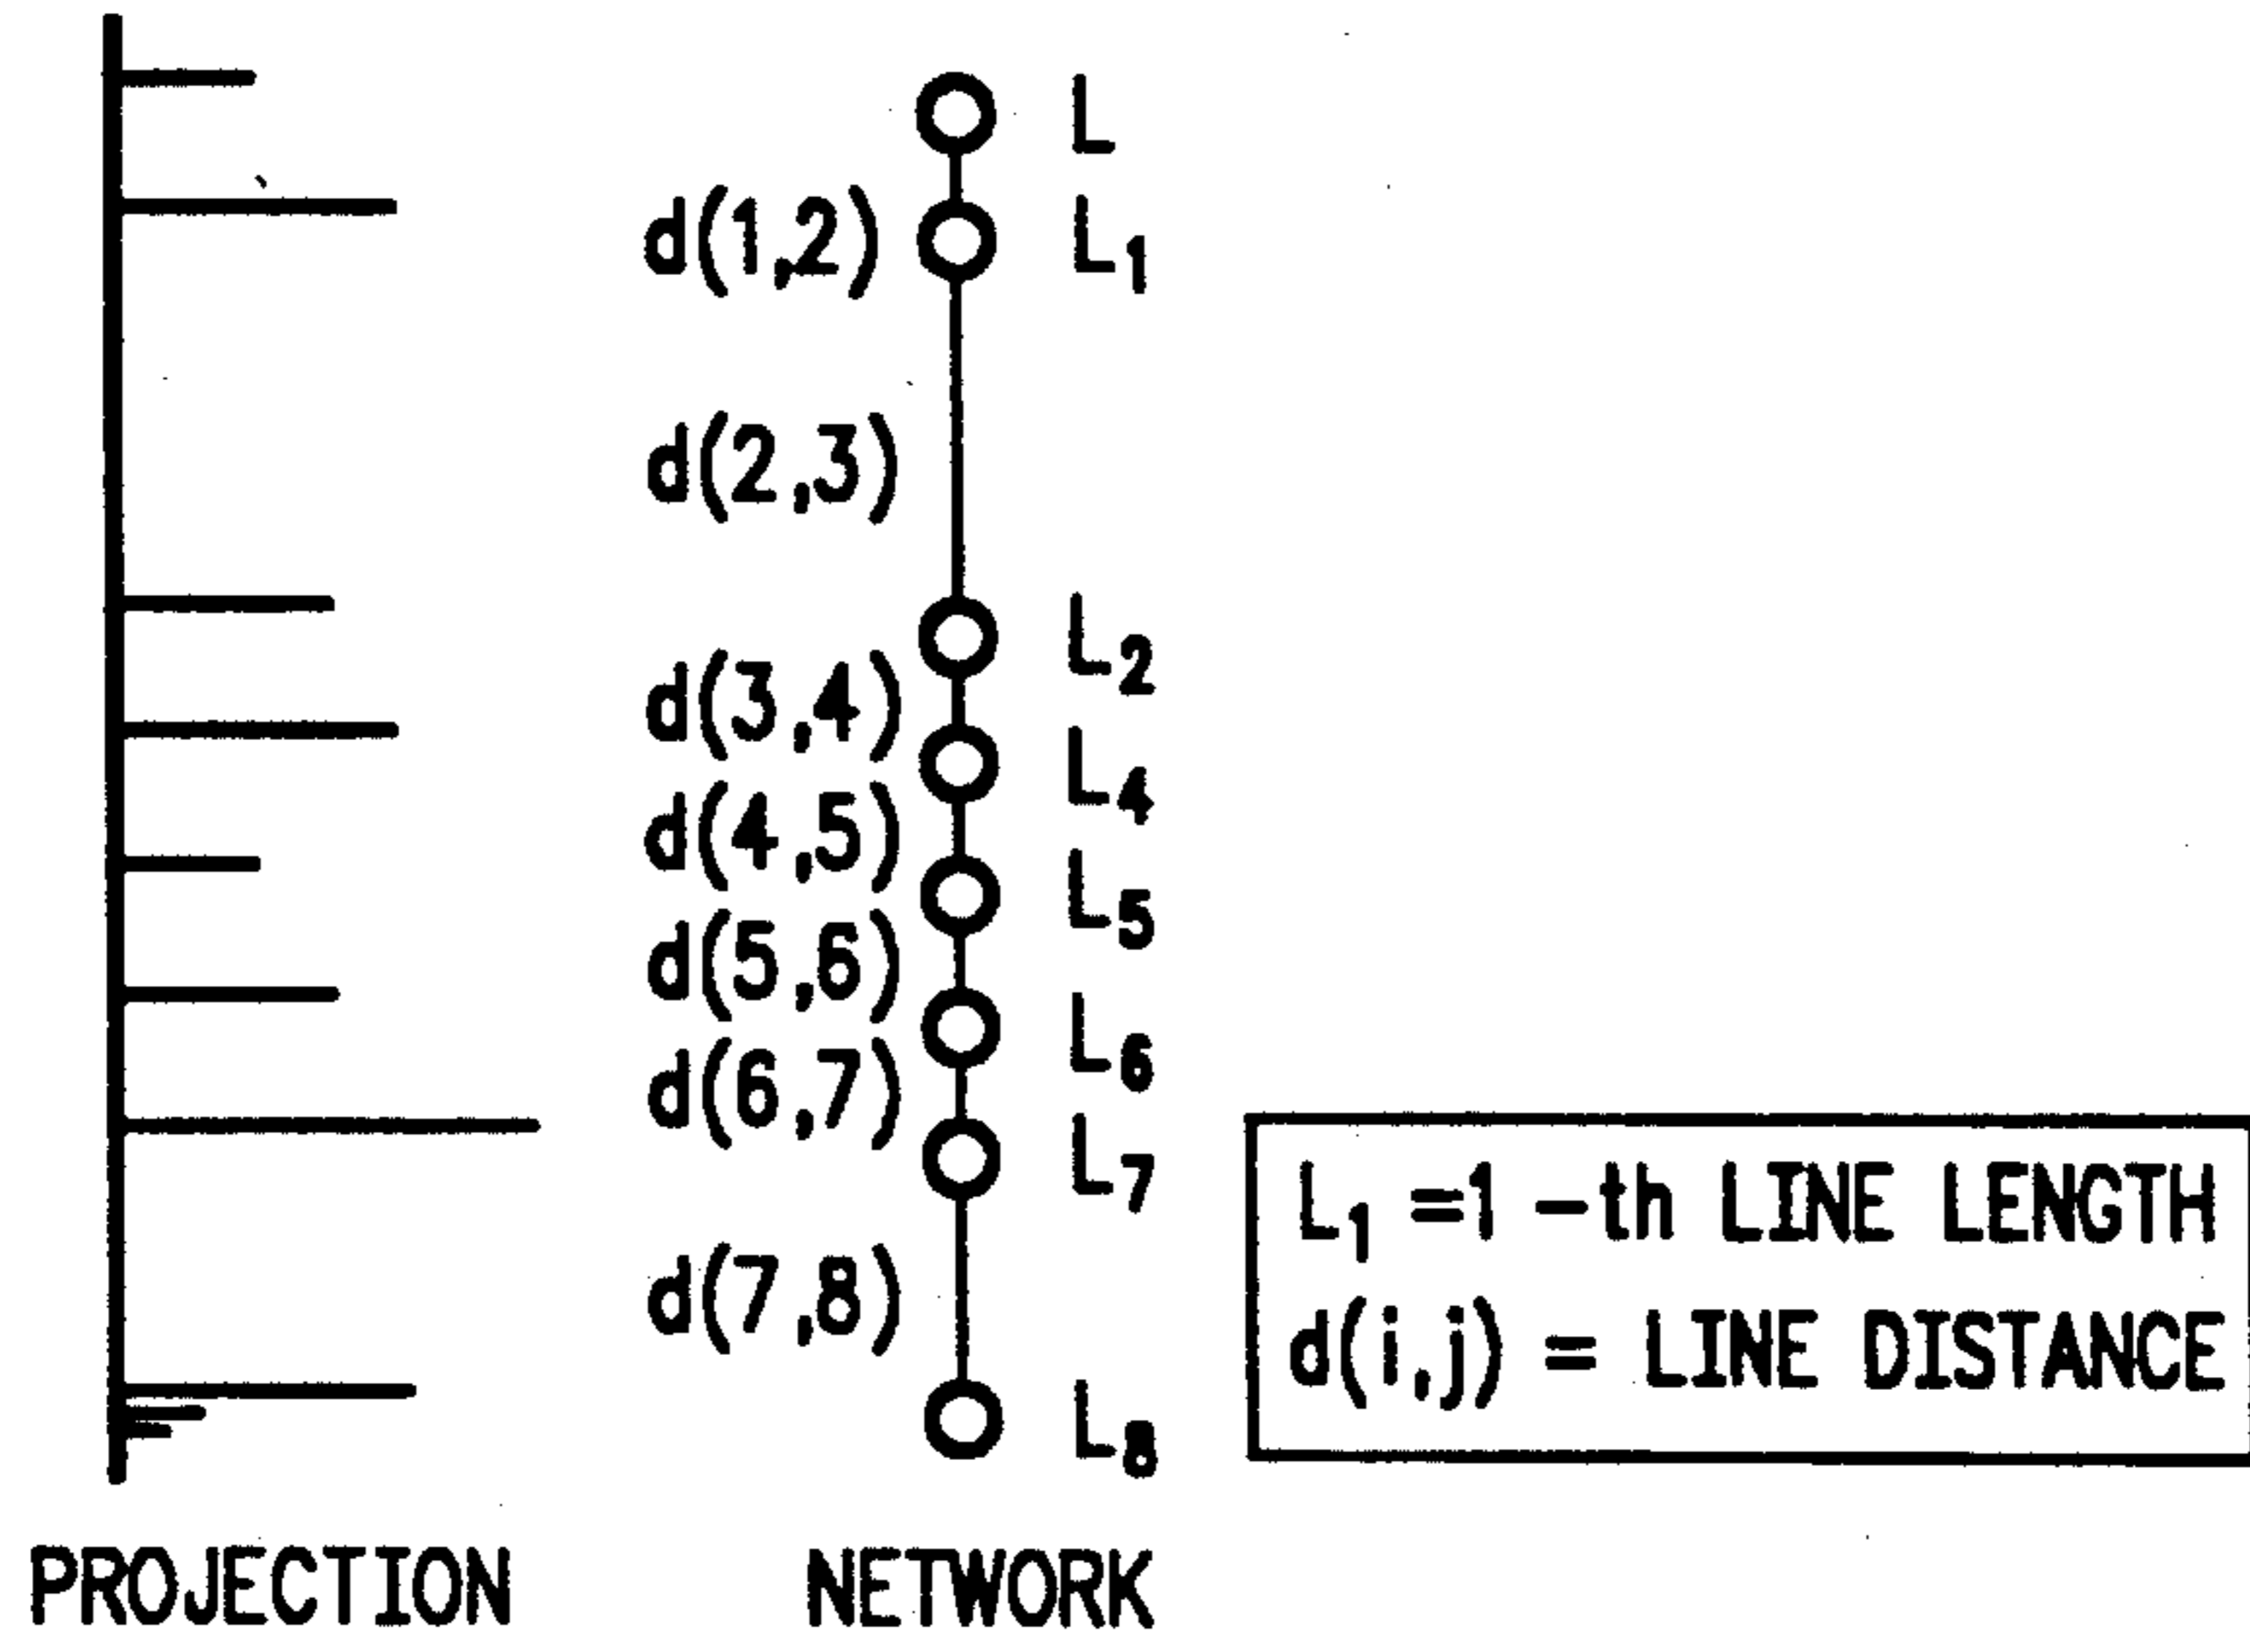 L
d(1,2) L1
d(2,3)
L2
d(3,4)
L4
d(4,5)
L5
d(5,6)
L6
d(6,7)
L7
d(7,8)
L8
L1 =1 -th LINE LENGTH
d(i,j) = LINE DISTANCE
PROJECTION
NETWORK